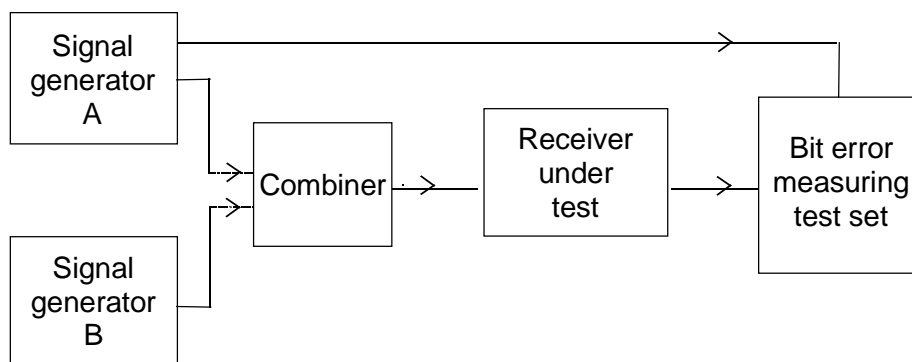 Signal
generator
A
Combiner
Receiver
under
test
Bit error
measuring
test set
Signal
generator
B